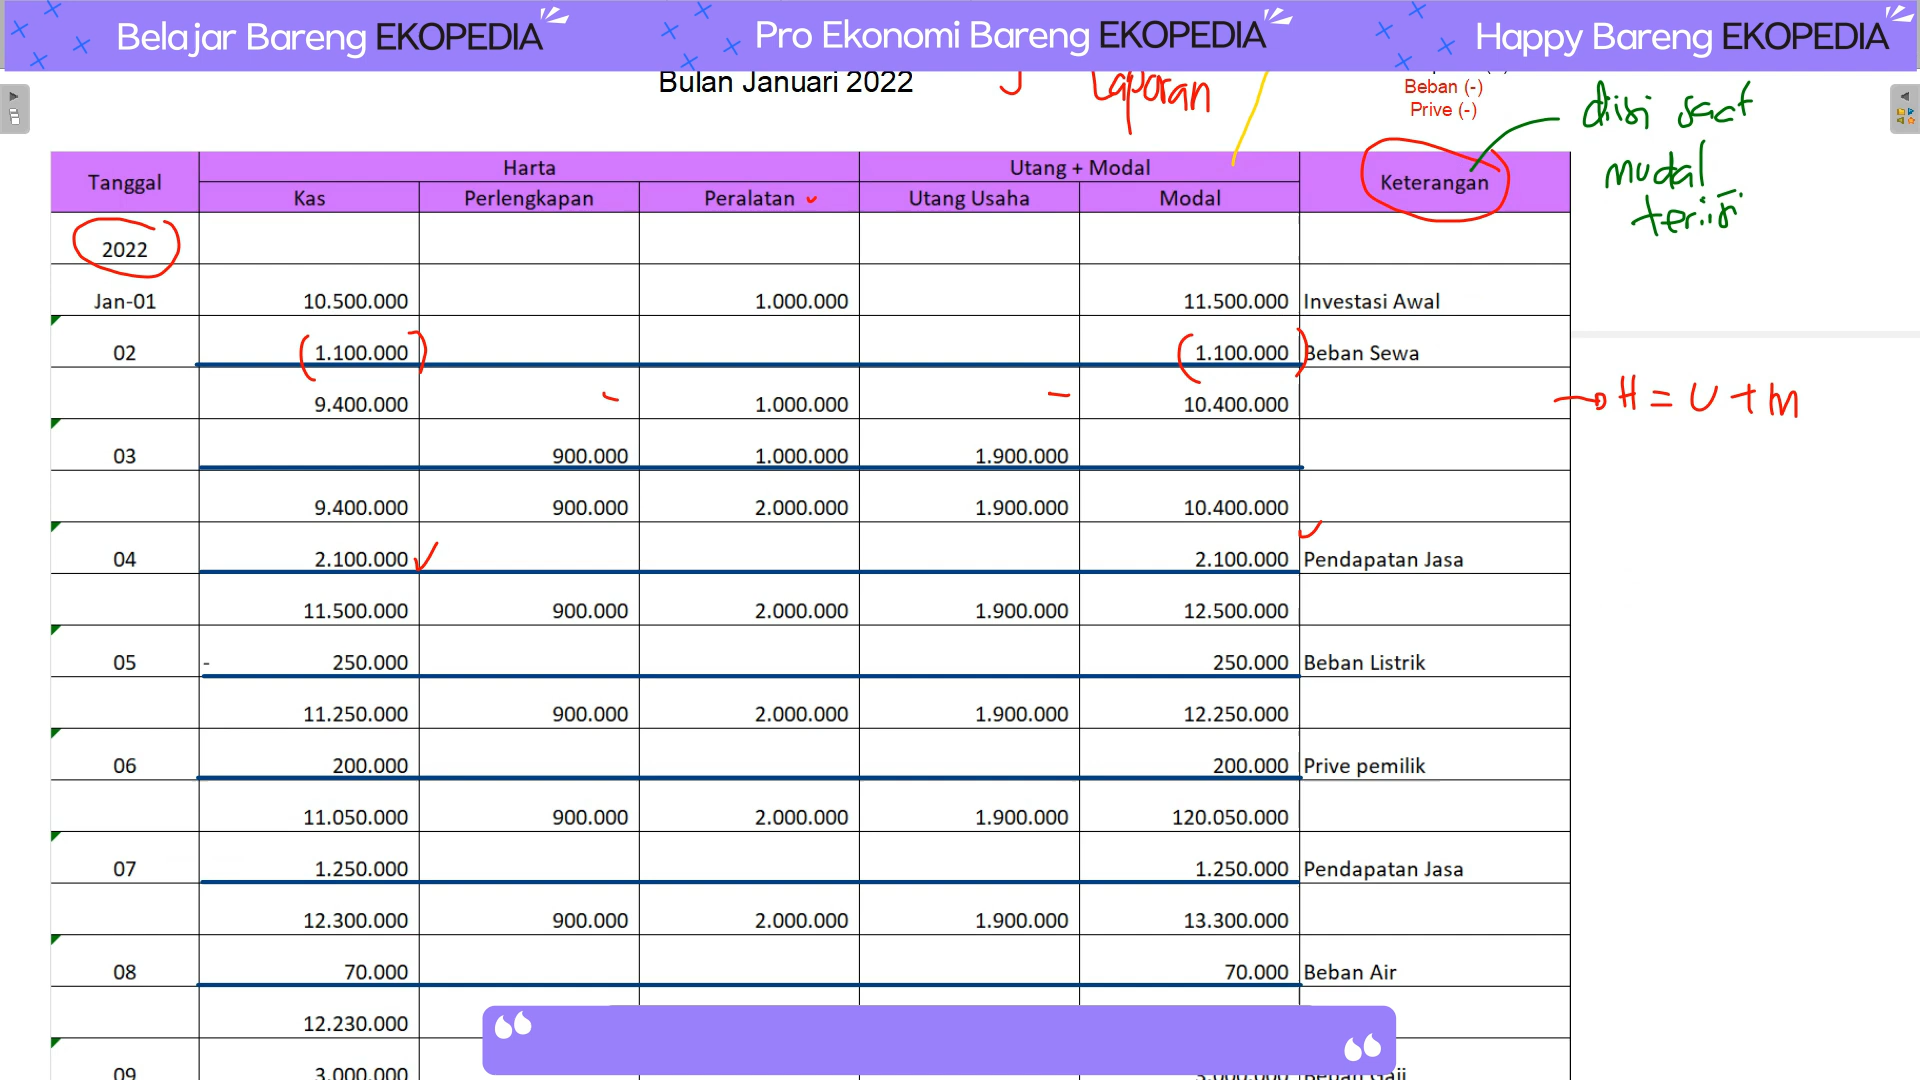 Belajar Bareng EKOPEDIA Pro Ekonomi Bareng EKOPEDIA Happy Bareng EKOPEDIA
Bulan Januari 2022
Laporan
Beban (-)
Prive (-)
diisi saat
modal
terisi
Tanggal Harta Utang + Modal Keterangan
Kas Perlengkapan Peralatan Utang Usaha Modal
2022
Jan-01 10.500.000 1.000.000 11.500.000 Investasi Awal
02 (1.100.000) (1.100.000) Beban Sewa
9.400.000 - 1.000.000 - 10.400.000 H = U + M
03 900.000 1.000.000 1.900.000
9.400.000 900.000 2.000.000 1.900.000 10.400.000
04 2.100.000 2.100.000 Pendapatan Jasa
11.500.000 900.000 2.000.000 1.900.000 12.500.000
05 - 250.000 250.000 Beban Listrik
11.250.000 900.000 2.000.000 1.900.000 12.250.000
06 200.000 200.000 Prive pemilik
11.050.000 900.000 2.000.000 1.900.000 120.050.000
07 1.250.000 1.250.000 Pendapatan Jasa
12.300.000 900.000 2.000.000 1.900.000 13.300.000
08 70.000 70.000 Beban Air
12.230.000
09 3.000.000 3.000.000 Beban Gaji